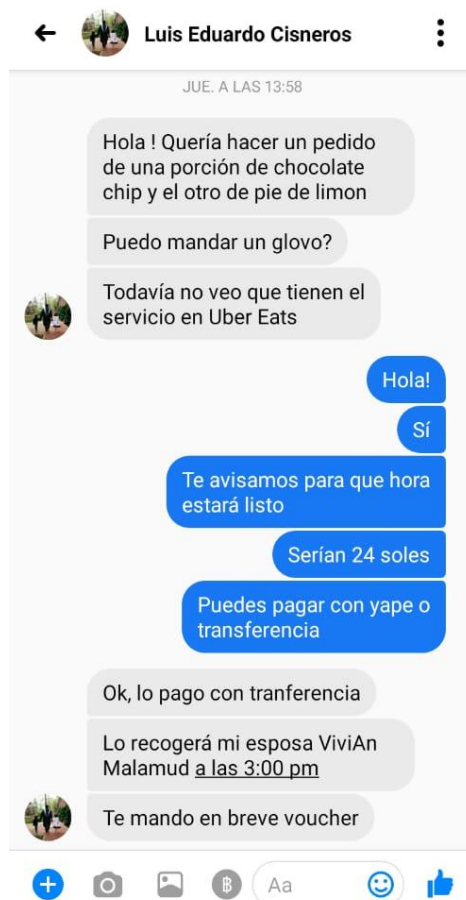 Luis Eduardo Cisneros
JUE. A LAS 13:58
Hola ! Quería hacer un pedido
de una porción de chocolate
chip y el otro de pie de limon
Puedo mandar un glovo?
Todavía no veo que tienen el
servicio en Uber Eats
Hola!
Sí
Te avisamos para que hora
estará listo
Serían 24 soles
Puedes pagar con yape o
transferencia
Ok, lo pago con tranferencia
Lo recogerá mi esposa ViviAn
Malamud a las 3:00 pm
Te mando en breve voucher
Aa